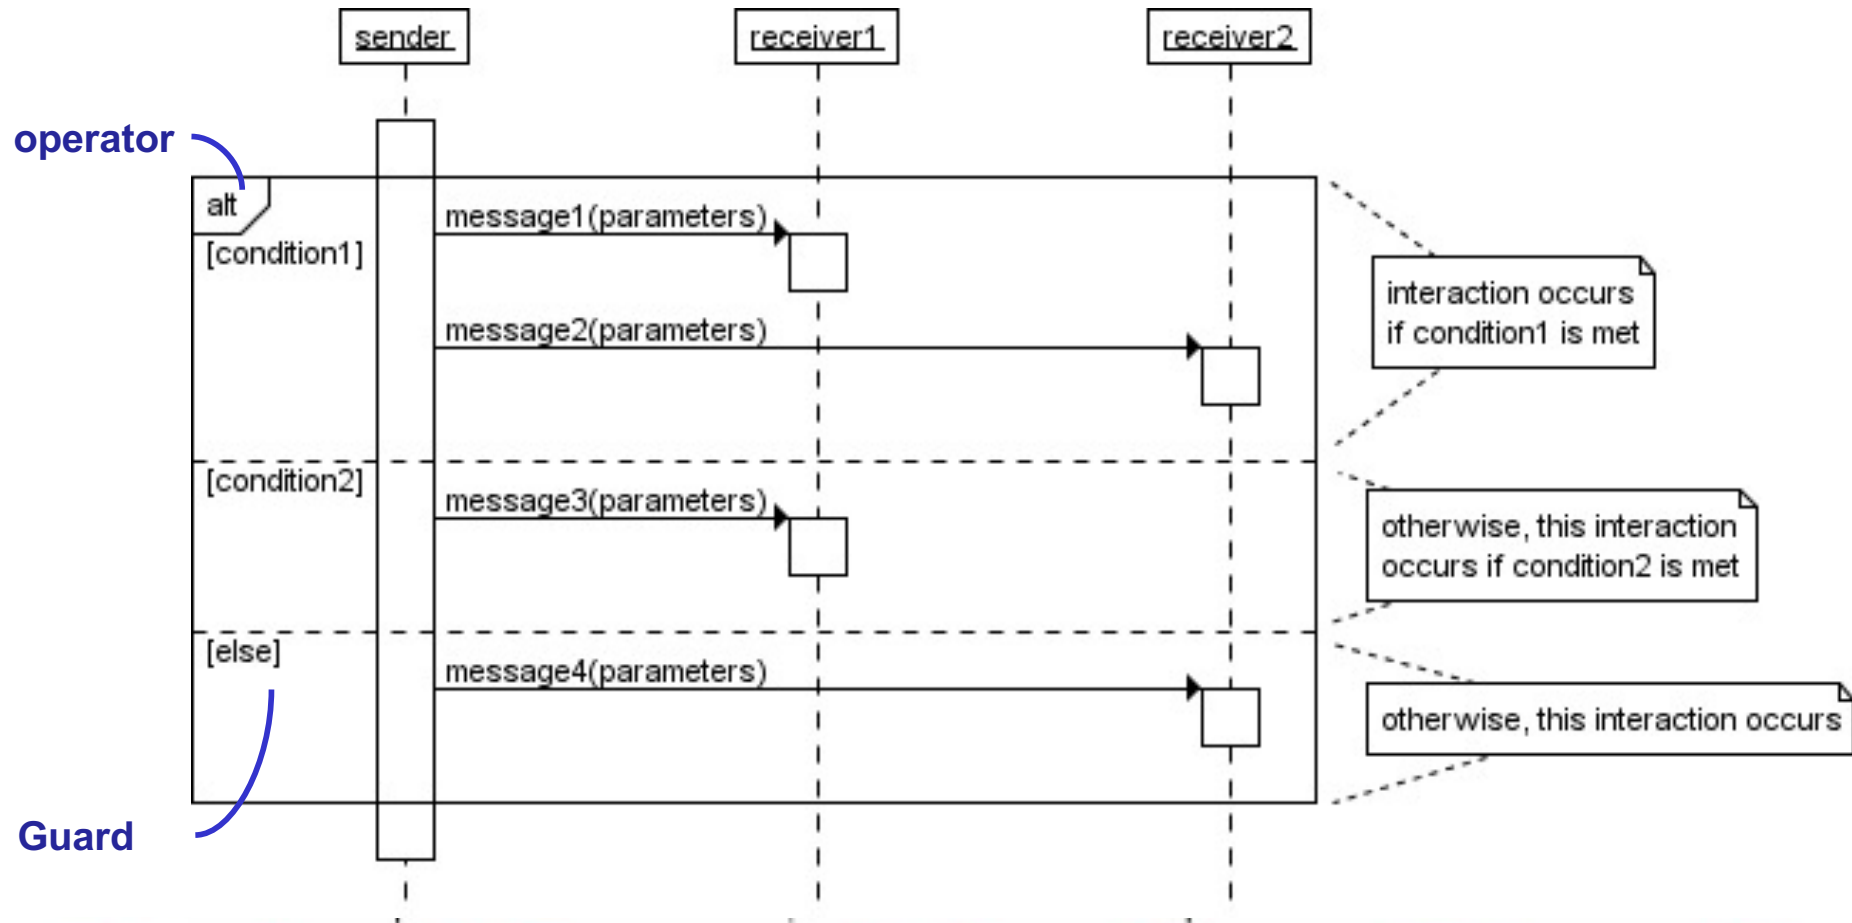 sender
receiver1
receiver2
operator
alt
message1(parameters)
[condition1]
interaction occurs
if condition1 is met
message2(parameters)
[condition2]
message3(parameters)
otherwise, this interaction
occurs if condition2 is met
[else]
message4(parameters)
otherwise, this interaction occurs
Guard